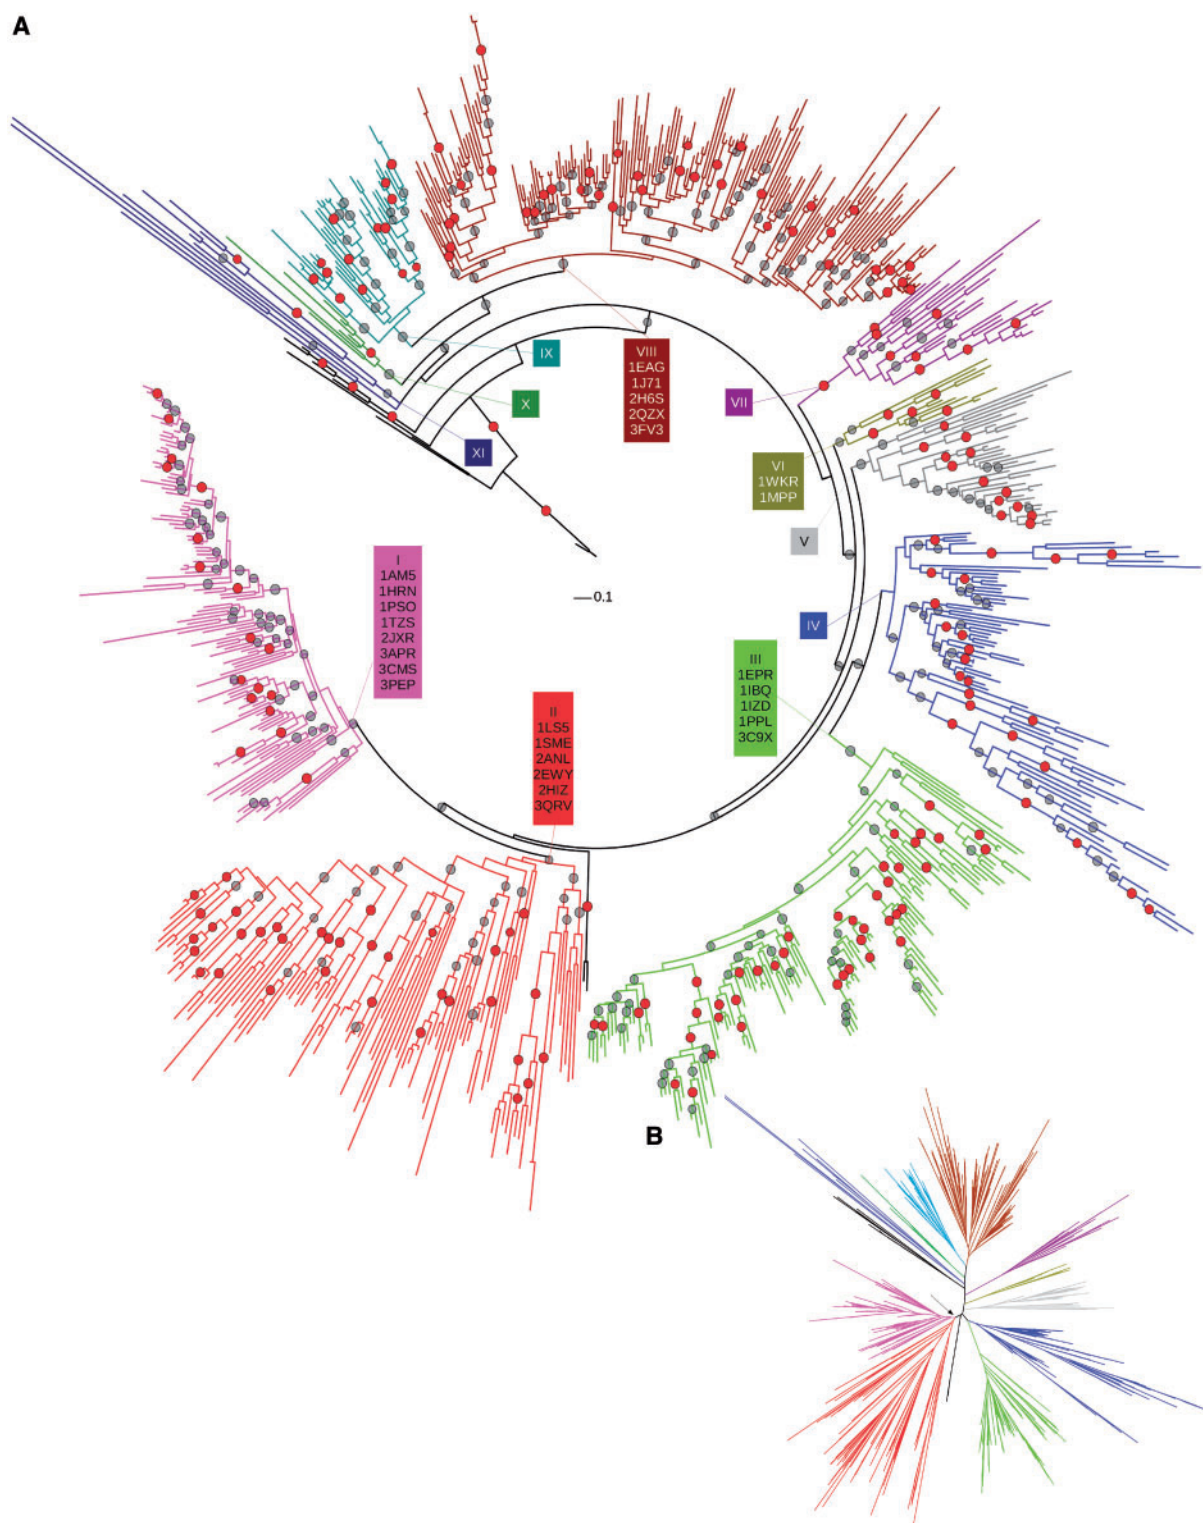 A
IX
X
XI
VIII
1EAG
1J71
2H6S
2QZX
3FV3
VII
VI
1WKR
1MPP
V
IV
I
1AM5
1HRN
1PSO
1TZS
2JXR
3APR
3CMS
3PEP
0.1
III
1EPR
1IBQ
1IZD
1PPL
3C9X
II
1LS5
1SME
2ANL
2EWY
2HIZ
3QRV
B